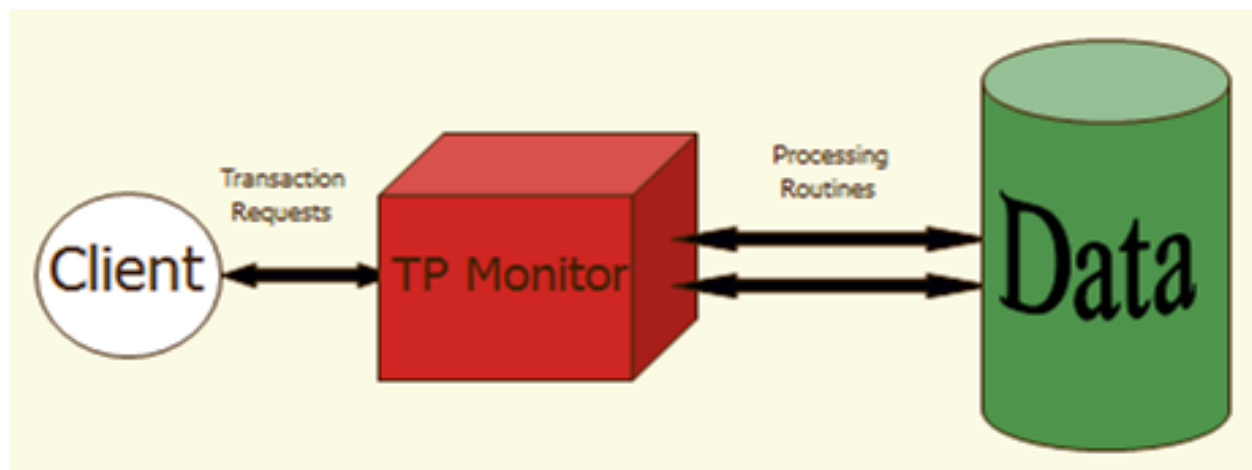 Client
Transaction
Requests
TP Monitor
Processing
Routines
Data